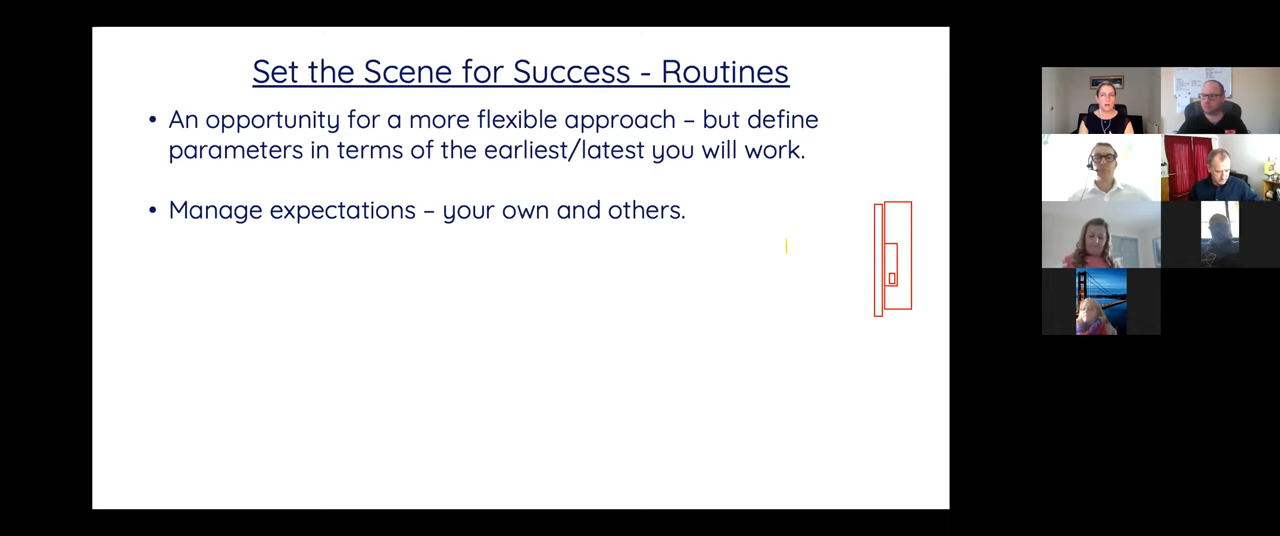 Set the Scene for Success - Routines
• An opportunity for a more flexible approach – but define
parameters in terms of the earliest/latest you will work.
• Manage expectations – your own and others.